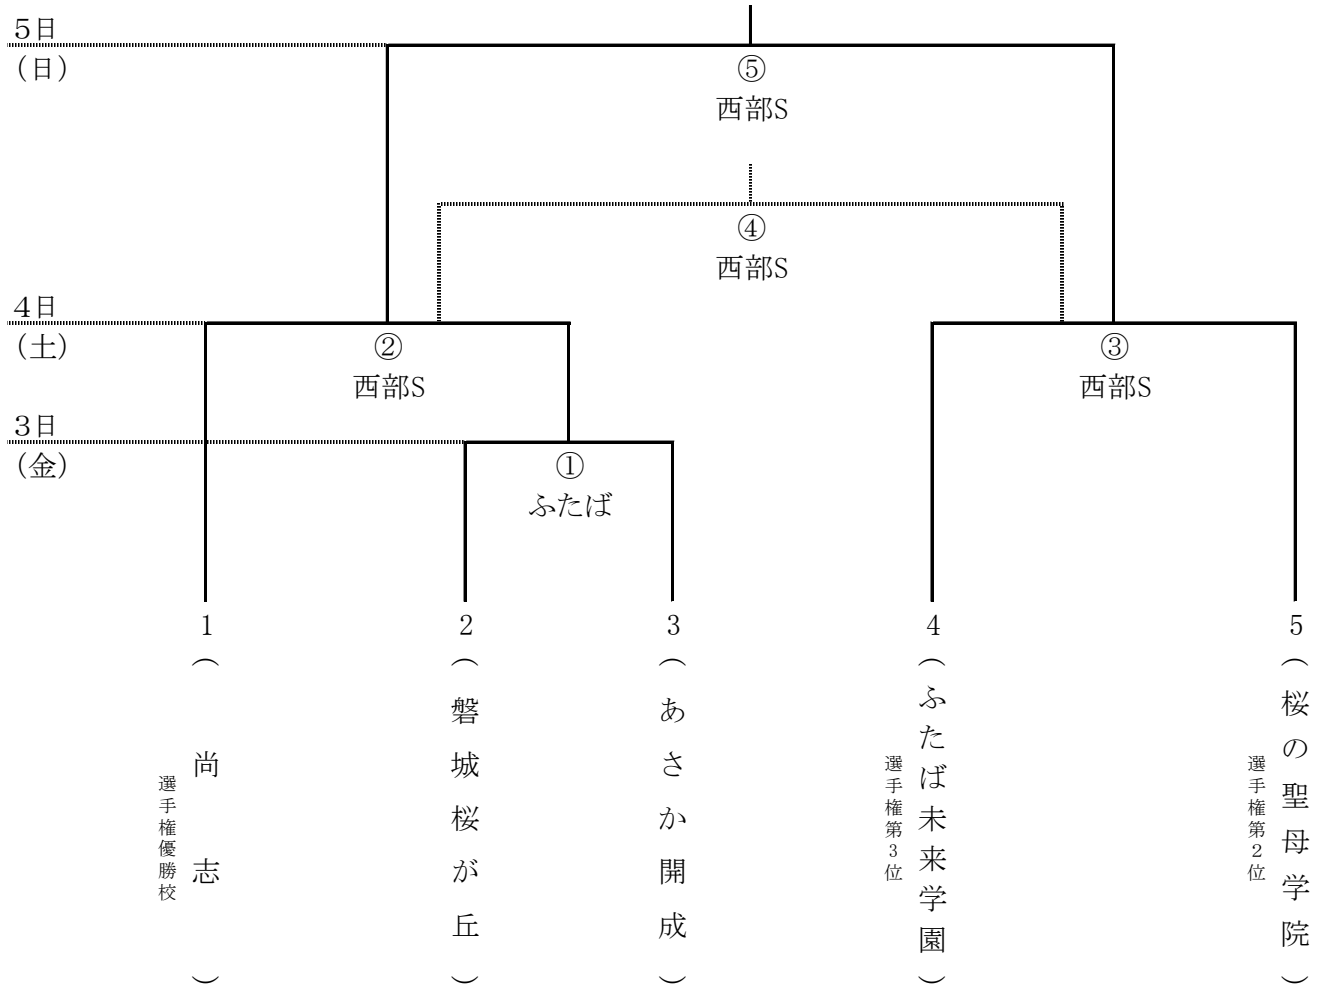 5日
(日)
⑤
西部S
④
西部S
4日
(土)
②
西部S
③
西部S
3日
(金)
①
ふたば
1
(尚志)
選手権優勝校
2
(磐城桜が丘)
3
(あさか開成)
4
(ふたば未来学園)
選手権第3位
5
(桜の聖母学院)
選手権第2位